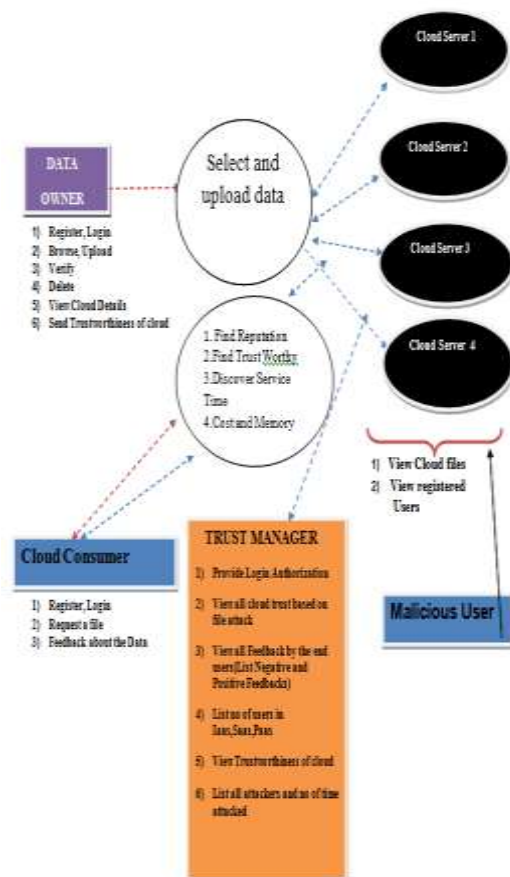 Cloud Server 1
Cloud Server 2
Cloud Server 3
Cloud Server 4
DATA
OWNER
1) Register, Login
2) Browse, Upload
3) Verify
4) Delete
5) View Cloud Details
6) Send Trustworthiness of cloud
Select and
upload data
1. Find Reputation
2.Find Trust Worthy
3.Discover Service
Time
4.Cost and Memory
1) View Cloud files
2) View registered
Users
Cloud Consumer
1) Register, Login
2) Request a file
3) Feedback about the Data
TRUST MANAGER
1) Provide Login Authorization
2) View all cloud trust based on
file attack
3) View all Feedback by the end
users(List Negative and
Positive Feedbacks)
4) List no of users in
Iaas,Saas,Paas
5) View Trustworthiness of cloud
6) List all attackers and no of time
attacked
Malicious User